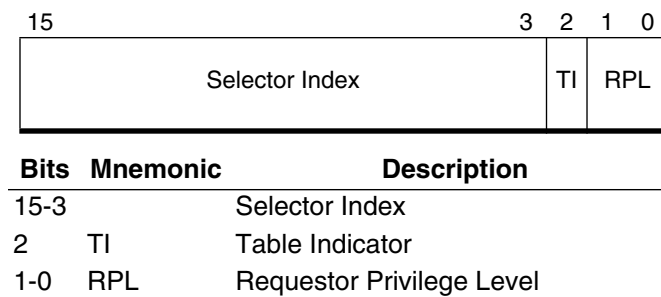 15 3 2 1 0
Selector Index TI RPL
Bits Mnemonic Description
15-3 Selector Index
2 TI Table Indicator
1-0 RPL Requestor Privilege Level